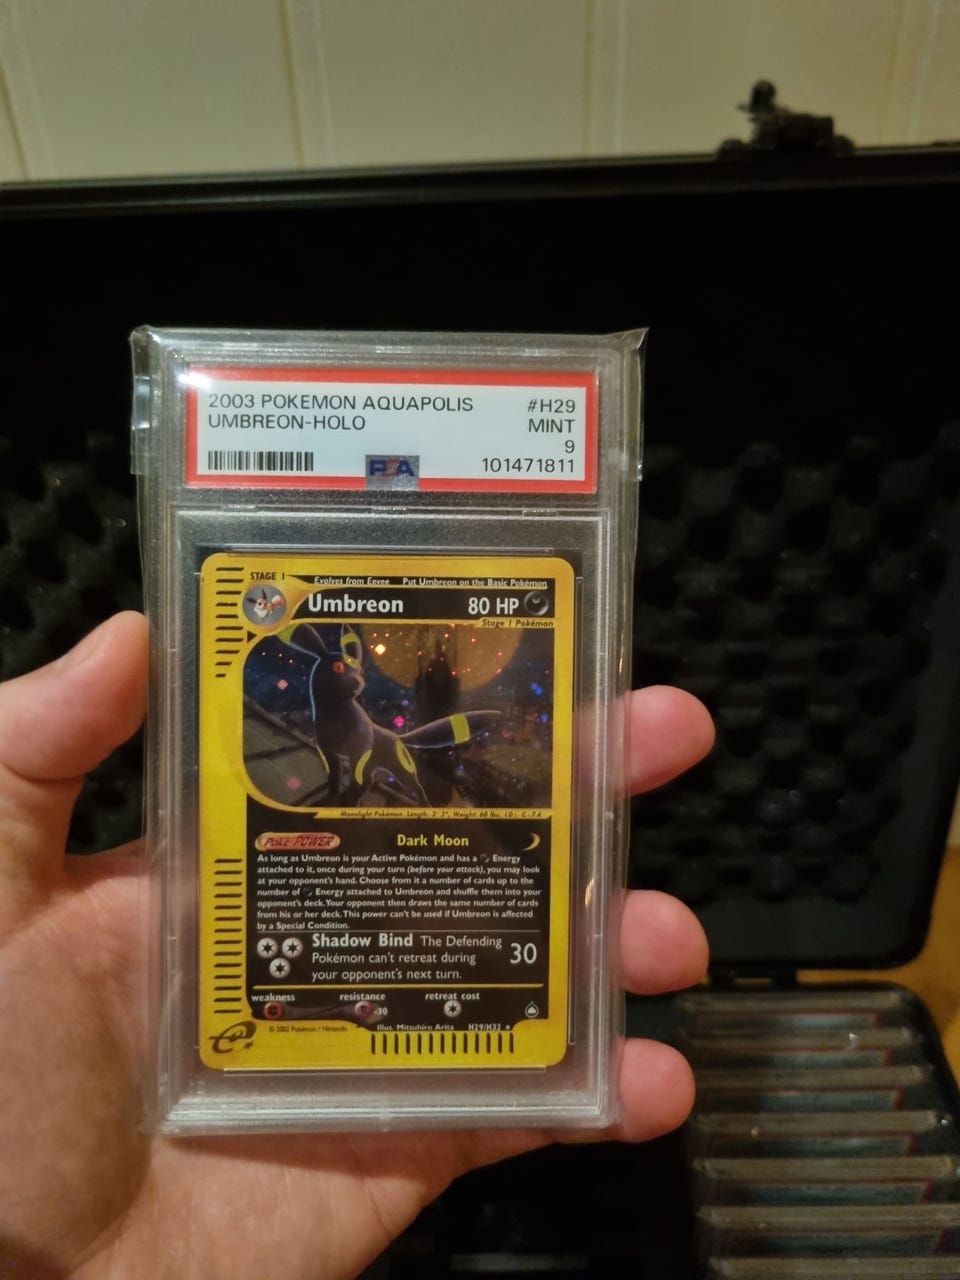 2003 POKEMON AQUAPOLIS #H29
UMBREON-HOLO MINT
9
101471811
PSA
STAGE 1 Evolves from Eevee Put Umbreon on the Basic Pokémon
Umbreon 80 HP
Stage 1 Pokémon
Moonlight Pokémon. Length: 3' 3", Weight: 60 lbs. ID: C-74
Poké-POWER Dark Moon
As long as Umbreon is your Active Pokémon and has a Energy
attached to it, once during your turn (before your attack), you may look
at your opponent's hand. Choose from it a number of cards up to the
number of Energy attached to Umbreon and shuffle them into your
opponent's deck. Your opponent then draws the same number of cards
from his or her deck. This power can't be used if Umbreon is affected
by a Special Condition.
Shadow Bind The Defending 30
Pokémon can't retreat during
your opponent's next turn.
weakness resistance retreat cost
-30
© 2002 Pokémon / Nintendo Illus. Mitsuhiro Arita H29/H32
e